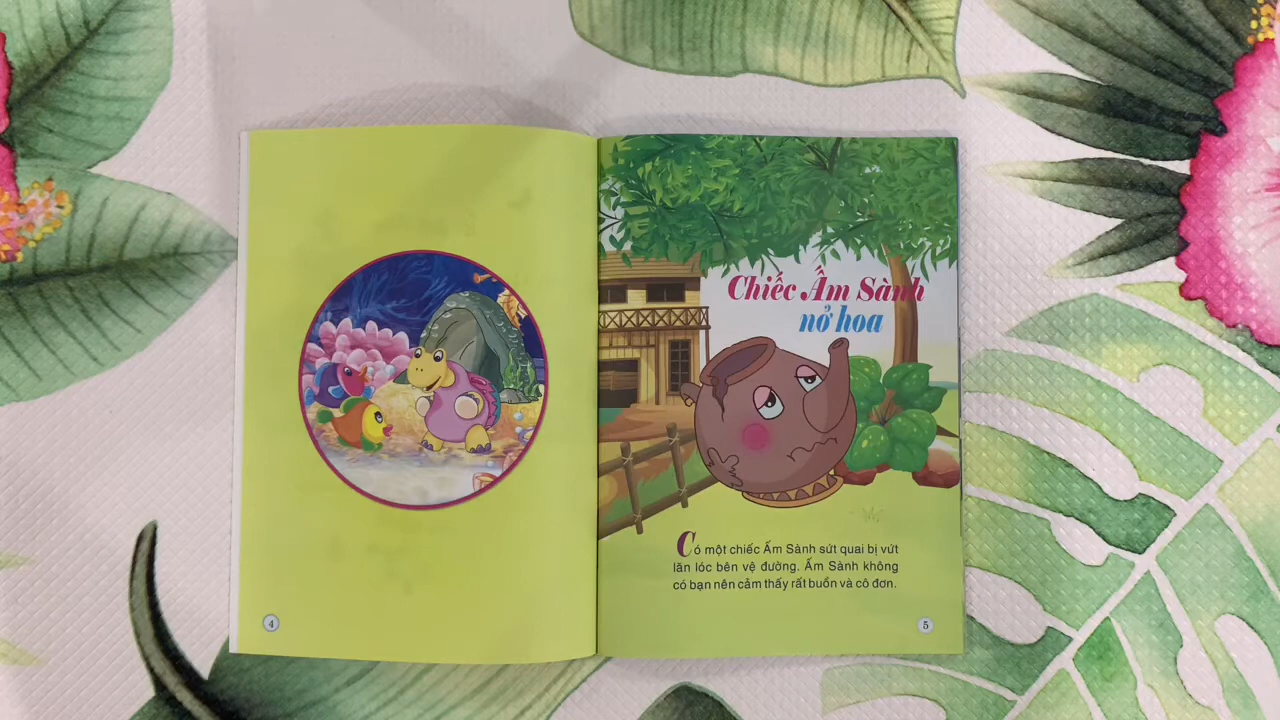 4
Chiếc Ấm Sành
nở hoa
Có một chiếc Ấm Sành sứt quai bị vứt
lăn lóc bên vệ đường. Ấm Sành không
có bạn nên cảm thấy rất buồn và cô đơn.
5